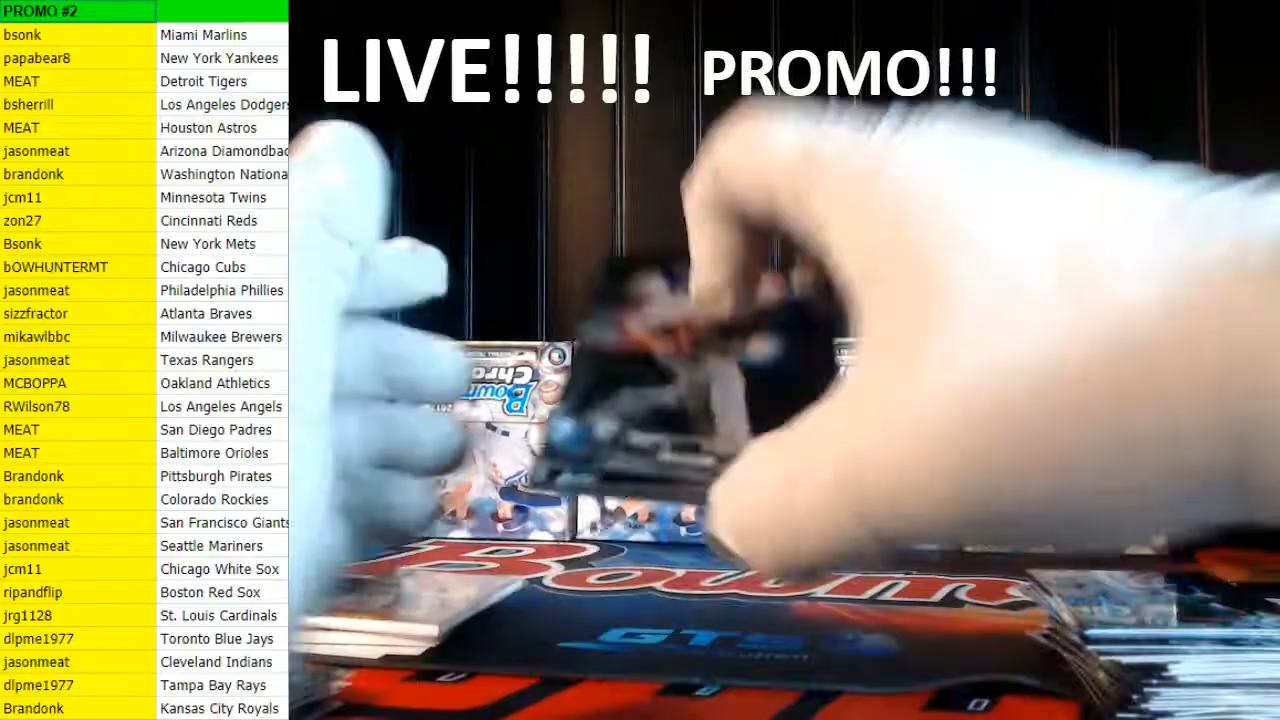 PROMO #2
bsonk Miami Marlins
papabear8 New York Yankees
MEAT Detroit Tigers
bsherrill Los Angeles Dodgers
MEAT Houston Astros
jasonmeat Arizona Diamondbac
brandonk Washington Nationa
jcm11 Minnesota Twins
zon27 Cincinnati Reds
Bsonk New York Mets
bOWHUNTERMT Chicago Cubs
jasonmeat Philadelphia Phillies
sizzfractor Atlanta Braves
mikawlbbc Milwaukee Brewers
jasonmeat Texas Rangers
MCBOPPA Oakland Athletics
RWilson78 Los Angeles Angels
MEAT San Diego Padres
MEAT Baltimore Orioles
Brandonk Pittsburgh Pirates
brandonk Colorado Rockies
jasonmeat San Francisco Giants
jasonmeat Seattle Mariners
jcm11 Chicago White Sox
ripandflip Boston Red Sox
jrg1128 St. Louis Cardinals
dlpme1977 Toronto Blue Jays
jasonmeat Cleveland Indians
dlpme1977 Tampa Bay Rays
Brandonk Kansas City Royals
LIVE!!!!! PROMO!!!
Bowm
Chro
Bowm
GTS